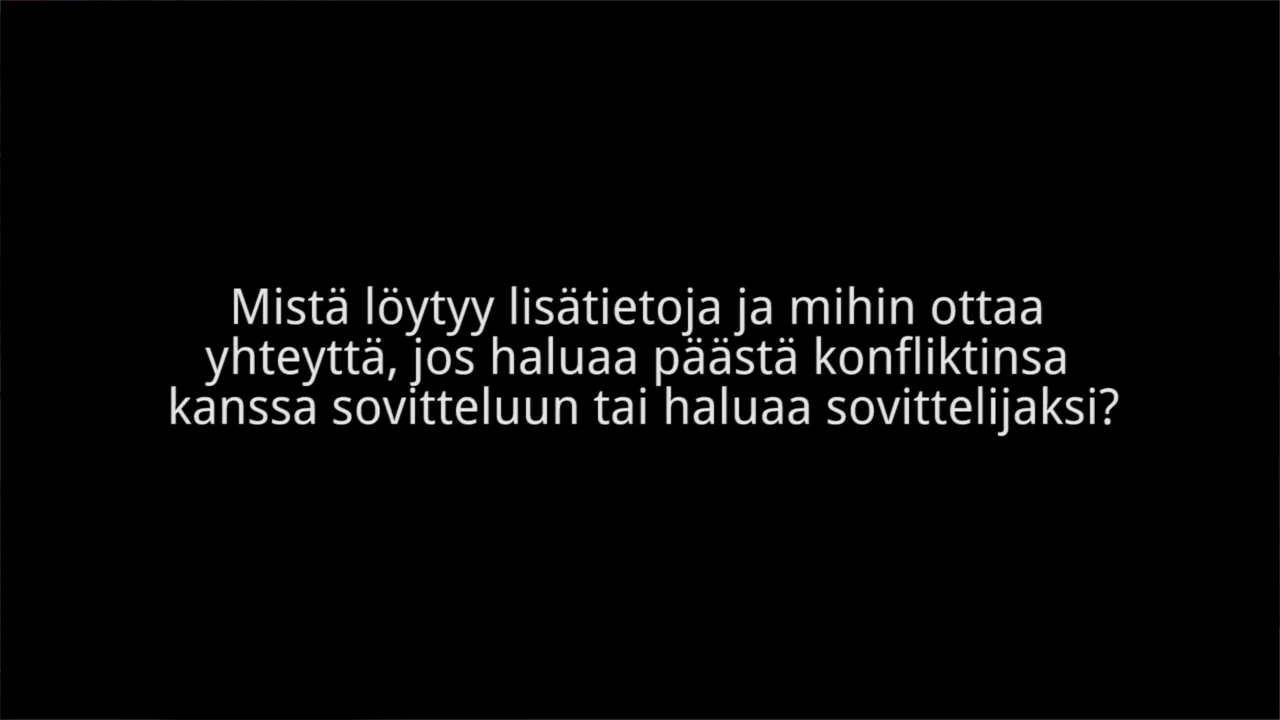 Mistä löytyy lisätietoja ja mihin ottaa
yhteyttä, jos haluaa päästä konfliktinsa
kanssa sovitteluun tai haluaa sovittelijaksi?